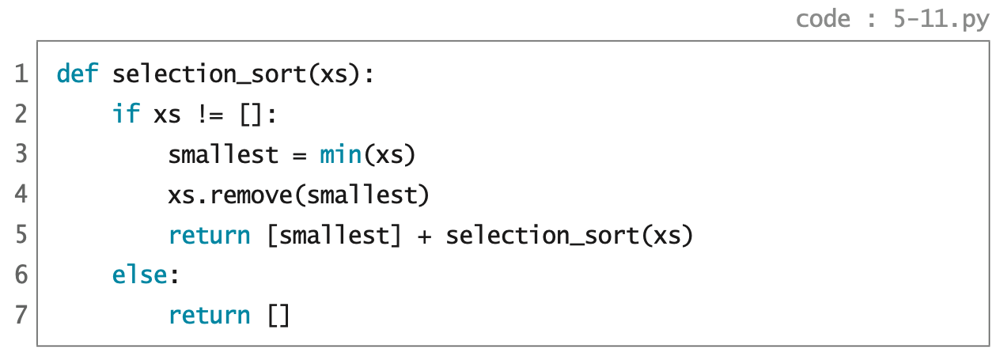 code : 5-11.py
1 def selection_sort(xs):
2     if xs != []:
3         smallest = min(xs)
4         xs.remove(smallest)
5         return [smallest] + selection_sort(xs)
6     else:
7         return []